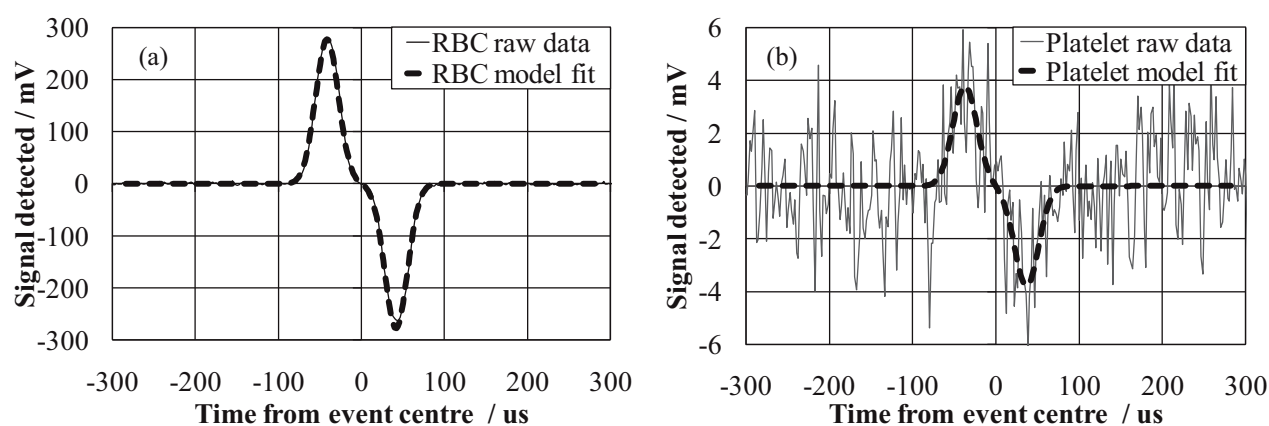 300
200
100
0
-100
-200
-300
Signal detected / mV
(a)
RBC raw data
RBC model fit
-300 -200 -100 0 100 200 300
Time from event centre / us
6
4
2
0
-2
-4
-6
Signal detected / mV
(b)
Platelet raw data
Platelet model fit
-300 -200 -100 0 100 200 300
Time from event centre / us